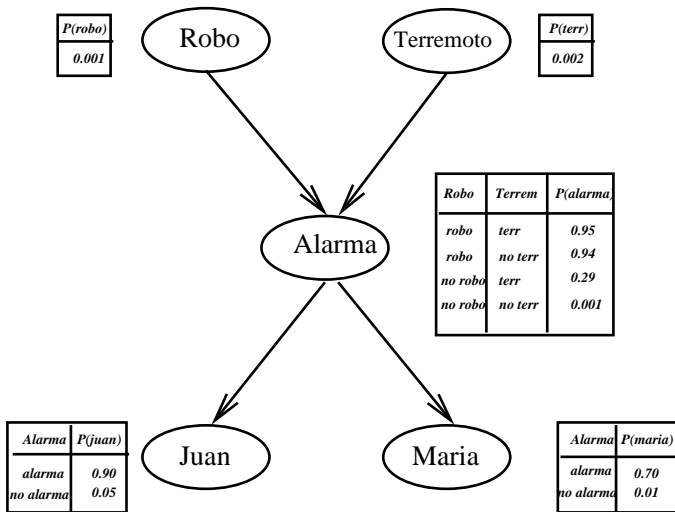 P(robo)
0.001
Robo
Terremoto
P(terr)
0.002
Robo Terrem P(alarma)
robo terr 0.95
robo no terr 0.94
no robo terr 0.29
no robo no terr 0.001
Alarma
Alarma P(juan)
alarma 0.90
no alarma 0.05
Juan
Maria
Alarma P(maria)
alarma 0.70
no alarma 0.01